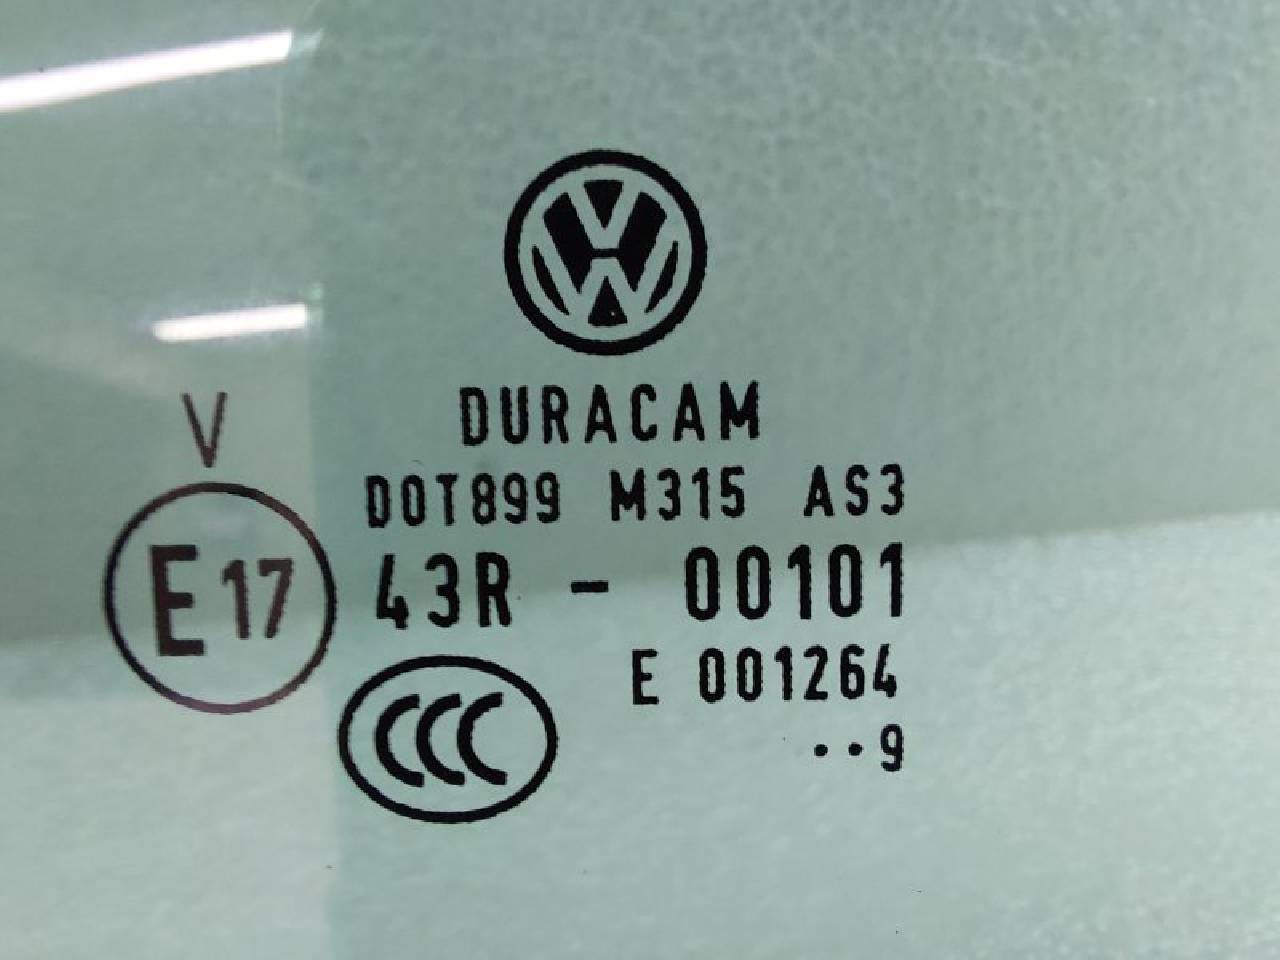 DURACAM
DOT899 M315 AS3
V
E17
43R - 00101
E 001264
CCC
··9